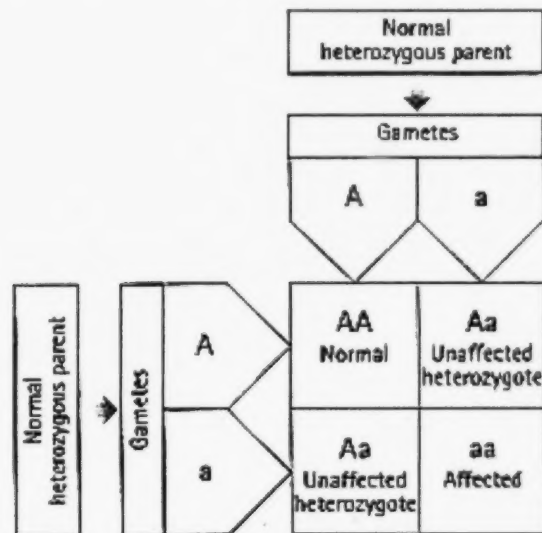 Normal
heterozygous parent
Gametes
A
a
Normal
heterozygous parent
Gametes
A
a
AA
Normal
Aa
Unaffected
heterozygote
Aa
Unaffected
heterozygote
aa
Affected